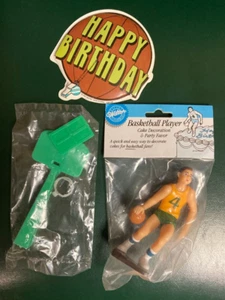 HAPPY
BIRTHDAY
Wilton
Basketball Player
Cake Decoration
& Party Favor
A quick and easy way to decorate
cakes for basketball fans!
4